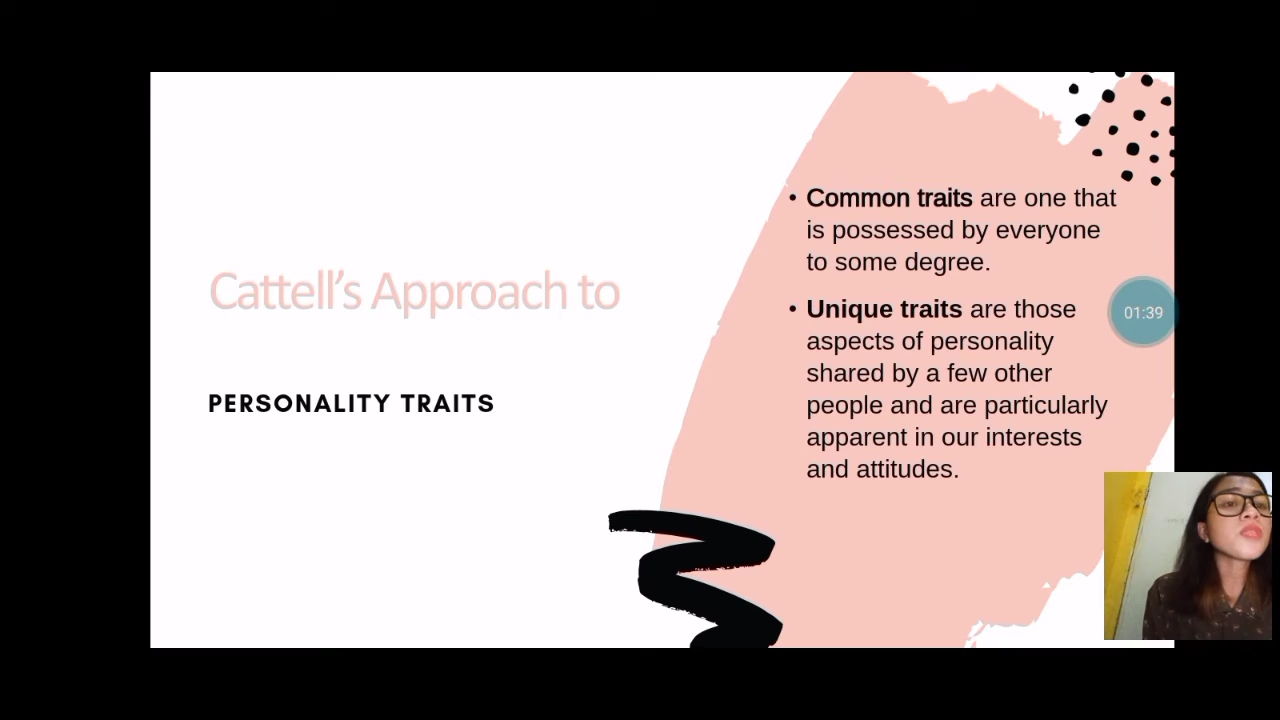 Cattell’s Approach to
PERSONALITY TRAITS
• Common traits are one that
is possessed by everyone
to some degree.
• Unique traits are those
aspects of personality
shared by a few other
people and are particularly
apparent in our interests
and attitudes.
01:39